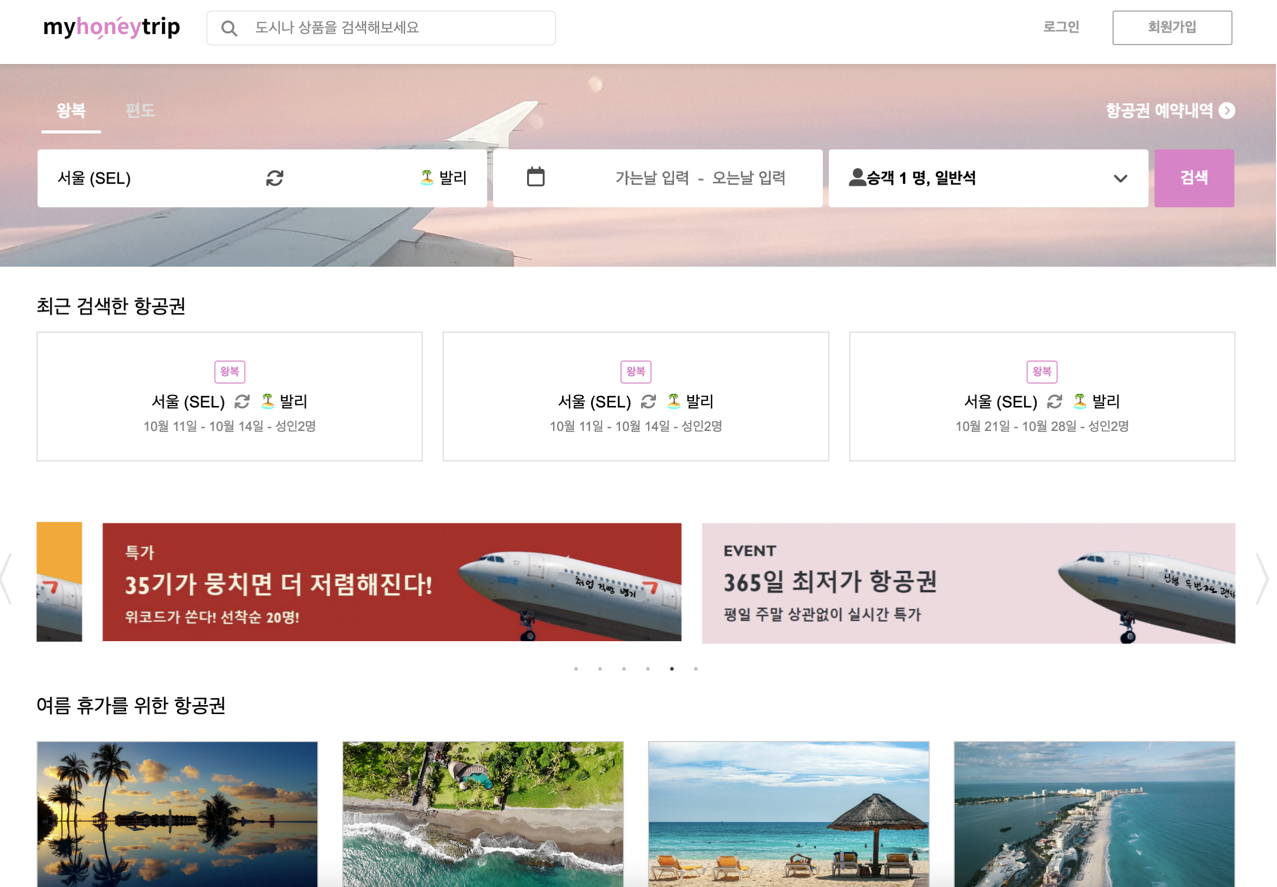 myhoneytrip
도시나 상품을 검색해보세요
로그인
회원가입
왕복
편도
항공권 예약내역
서울 (SEL)
🏝 발리
가는날 입력 - 오는날 입력
승객 1 명, 일반석
검색
최근 검색한 항공권
왕복
서울 (SEL) 🏝 발리
10월 11일 - 10월 14일 - 성인2명
왕복
서울 (SEL) 🏝 발리
10월 11일 - 10월 14일 - 성인2명
왕복
서울 (SEL) 🏝 발리
10월 21일 - 10월 28일 - 성인2명
특가
35기가 뭉치면 더 저렴해진다!
위코드가 쏜다! 선착순 20명!
EVENT
365일 최저가 항공권
평일 주말 상관없이 실시간 특가
여름 휴가를 위한 항공권